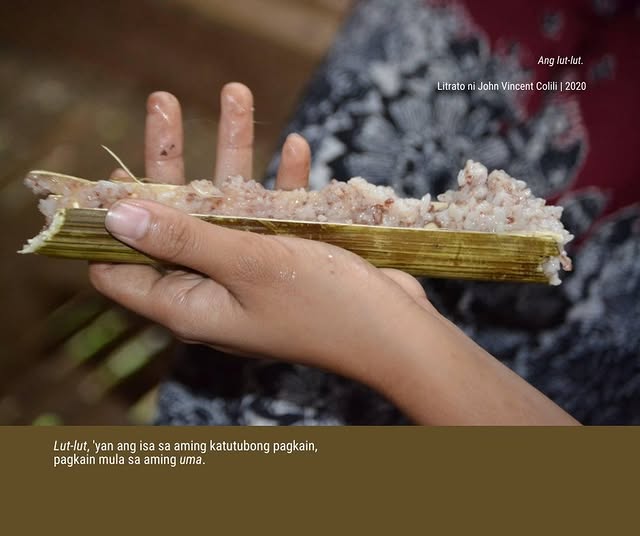 Ang lut-lut.
Litrato ni John Vincent Colili | 2020
Lut-lut, 'yan ang isa sa aming katutubong pagkain,
pagkain mula sa aming uma.